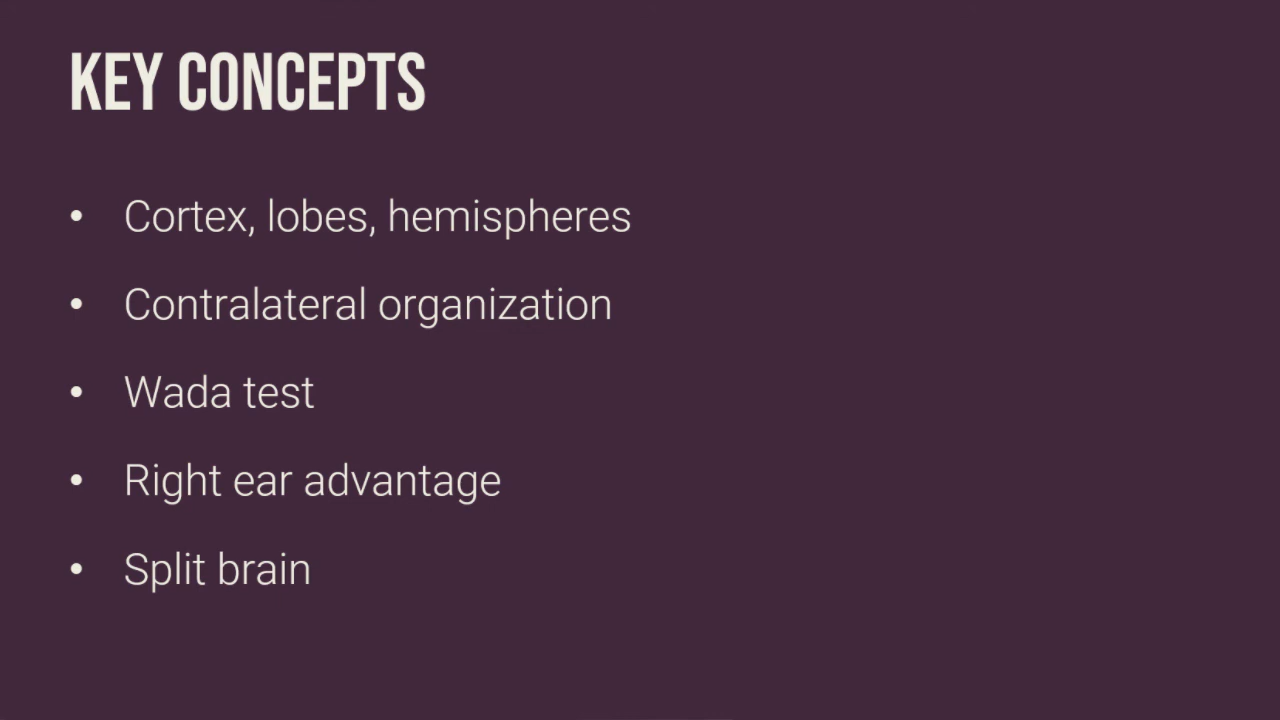 KEY CONCEPTS
• Cortex, lobes, hemispheres
• Contralateral organization
• Wada test
• Right ear advantage
• Split brain